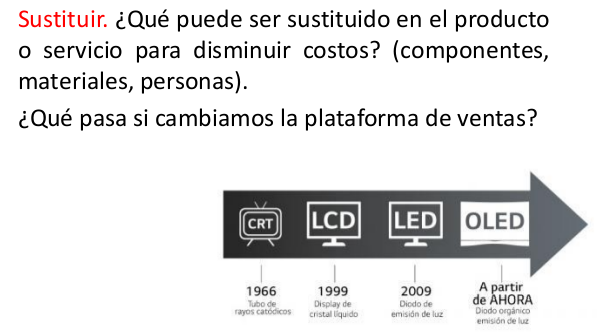 Sustituir. ¿Qué puede ser sustituido en el producto
o servicio para disminuir costos? (componentes,
materiales, personas).
¿Qué pasa si cambiamos la plataforma de ventas?
CRT
LCD
LED
OLED
1966
Tubo de
rayos catódicos
1999
Display de
cristal líquido
2009
Diodo de
emisión de luz
A partir
de AHORA
Diodo orgánico
emisión de luz